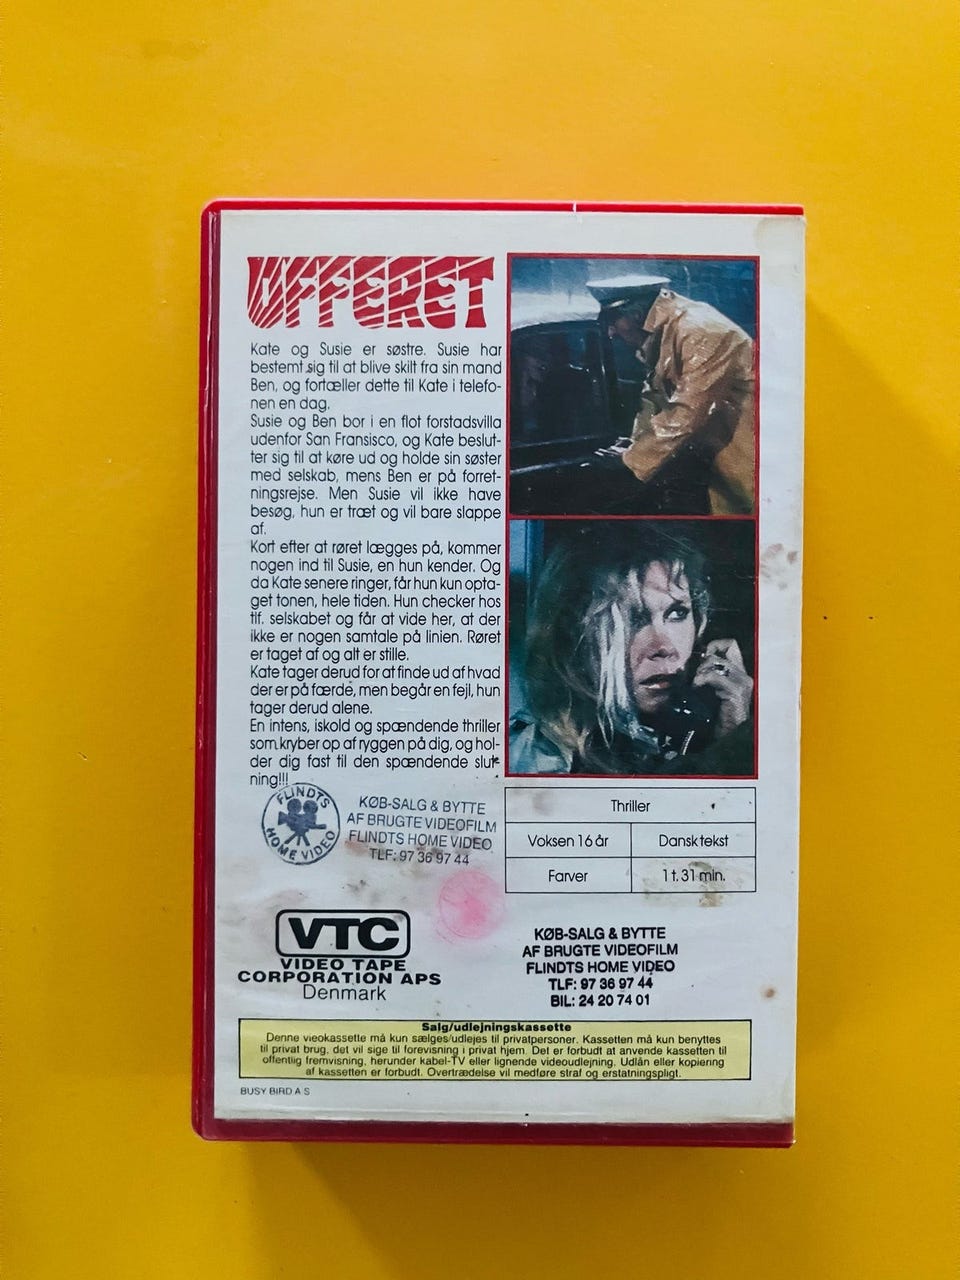 OFFERET
Kate og Susie er søstre. Susie har
bestemt sig til at blive skilt fra sin mand
Ben, og fortæller dette til Kate i telefo-
nen en dag.
Susie og Ben bor i en flot forstadsvilla
udenfor San Fransisco, og Kate beslut-
ter sig til at køre ud og holde sin søster
med selskab, mens Ben er på forret-
ningsrejse. Men Susie vil ikke have
besøg, hun er træt og vil bare slappe
af.
Kort efter at røret lægges på, kommer
nogen ind til Susie, en hun kender. Og
da Kate senere ringer, får hun kun opta-
get tonen, hele tiden. Hun checker hos
tlf. selskabet og får at vide her, at der
ikke er nogen samtale på linien. Røret
er taget af og alt er stille.
Kate tager derud for at finde ud af hvad
der er på færde, men begår en fejl, hun
tager derud alene.
En intens, iskold og spændende thriller
som kryber op af ryggen på dig, og hol-
der dig fast til den spændende slut-
ning!!!
FLINDTS
HOME VIDEO
KØB-SALG & BYTTE
AF BRUGTE VIDEOFILM
FLINDTS HOME VIDEO
TLF: 97 36 97 44
Thriller
Voksen 16 år
Dansk tekst
Farver
1 t. 31 min.
VTC
VIDEO TAPE
CORPORATION APS
Denmark
KØB-SALG & BYTTE
AF BRUGTE VIDEOFILM
FLINDTS HOME VIDEO
TLF: 97 36 97 44
BIL: 24 20 74 01
Salg/udlejningskassette
Denne vieokassette må kun sælges/udlejes til privatpersoner. Kassetten må kun benyttes
til privat brug, det vil sige til forevisning i privat hjem. Det er forbudt at anvende kassetten til
offentlig fremvisning, herunder kabel-TV eller lignende videoudlejning. Udlån eller kopiering
af kassetten er forbudt. Overtrædelse vil medføre straf og erstatningspligt.
BUSY BIRD A S